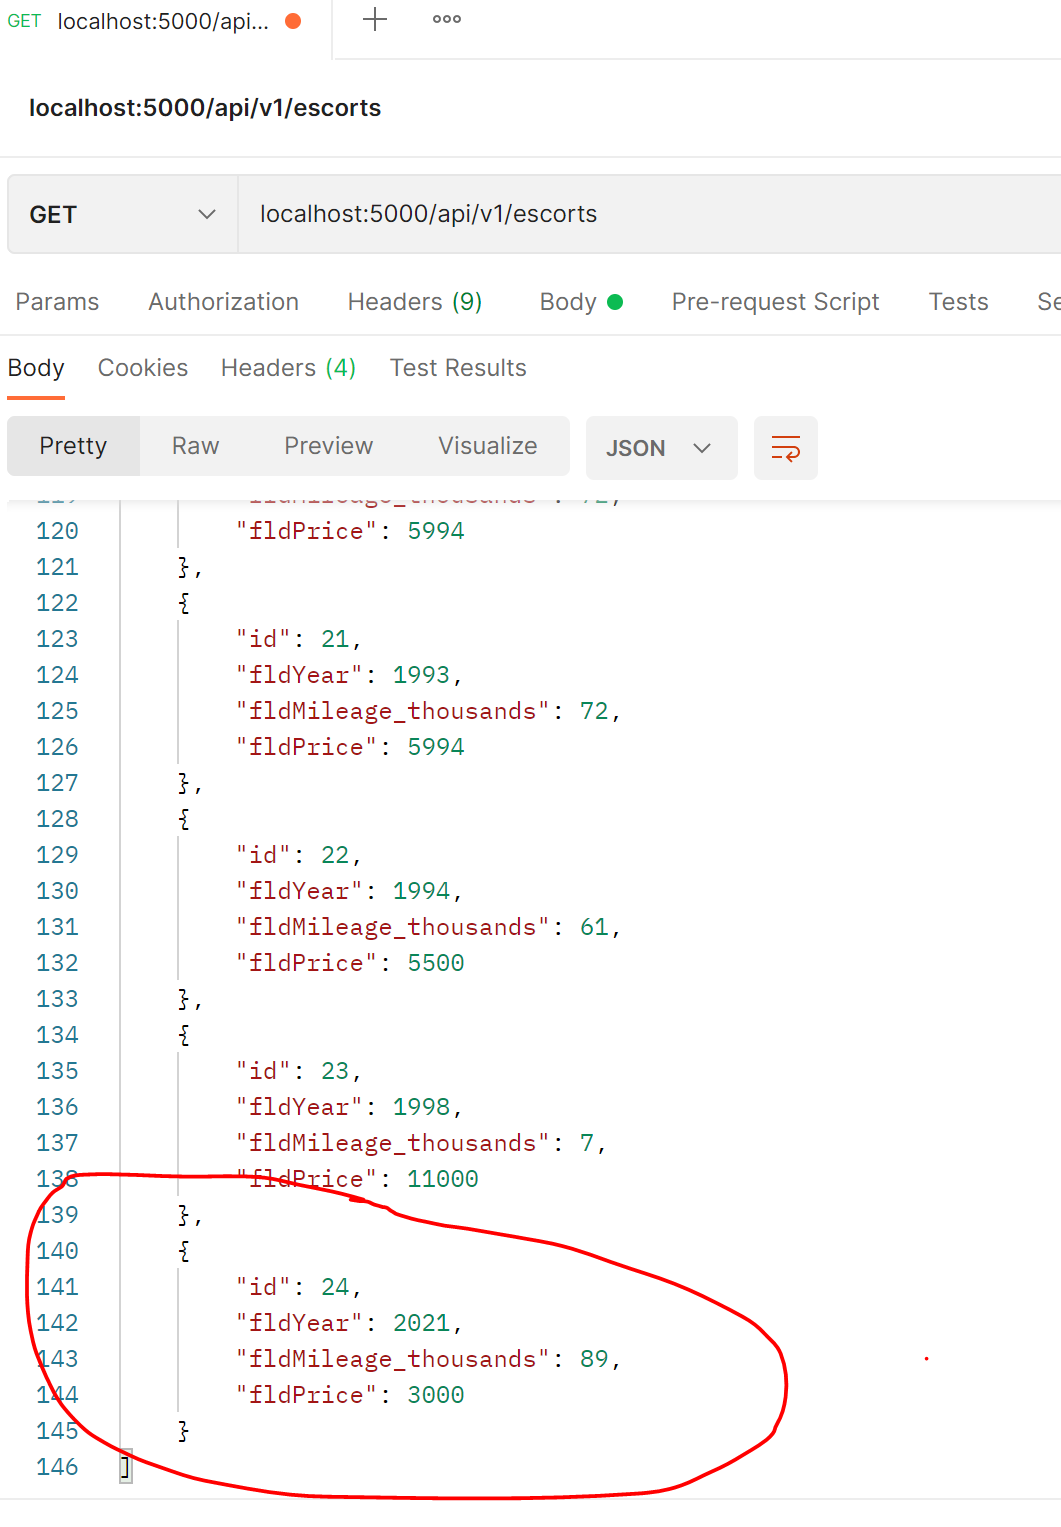 GET localhost:5000/api...
localhost:5000/api/v1/escorts
GET localhost:5000/api/v1/escorts
Params Authorization Headers (9) Body Pre-request Script Tests Se
Body Cookies Headers (4) Test Results
Pretty Raw Preview Visualize JSON
119 "fldMileage_thousands": 72,
120 "fldPrice": 5994
121 },
122 {
123 "id": 21,
124 "fldYear": 1993,
125 "fldMileage_thousands": 72,
126 "fldPrice": 5994
127 },
128 {
129 "id": 22,
130 "fldYear": 1994,
131 "fldMileage_thousands": 61,
132 "fldPrice": 5500
133 },
134 {
135 "id": 23,
136 "fldYear": 1998,
137 "fldMileage_thousands": 7,
138 "fldPrice": 11000
139 },
140 {
141 "id": 24,
142 "fldYear": 2021,
143 "fldMileage_thousands": 89,
144 "fldPrice": 3000
145 }
146 ]